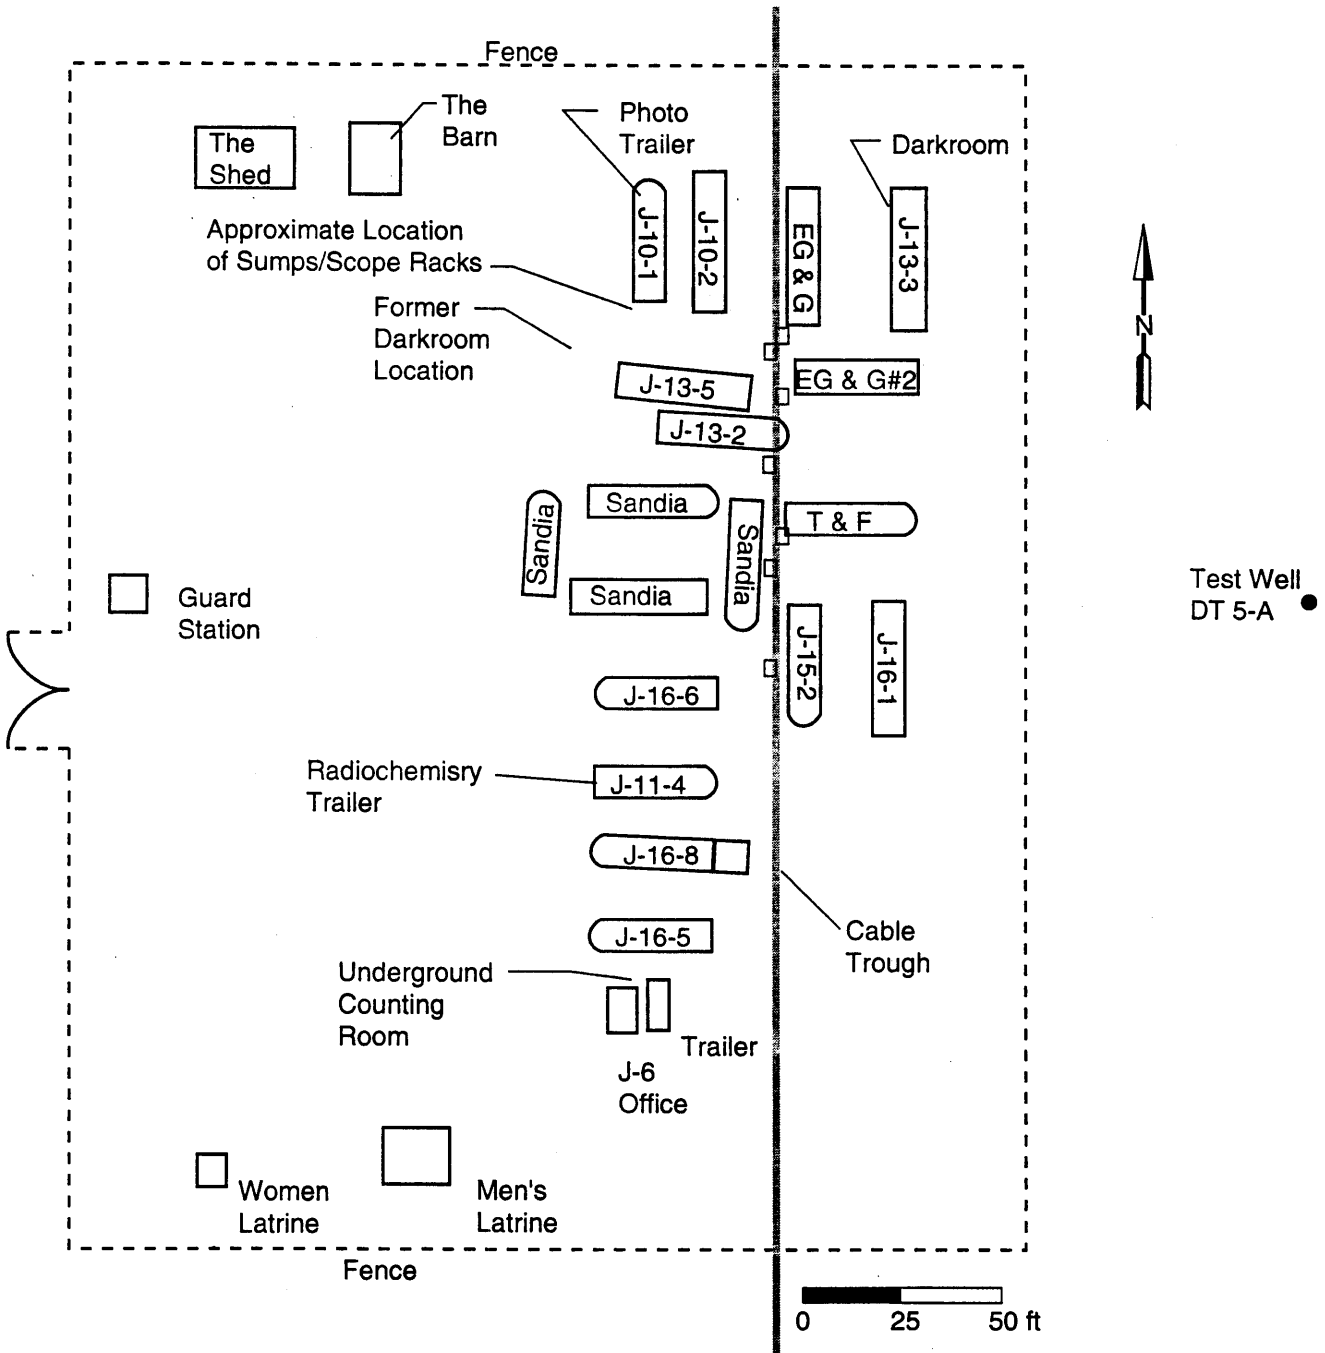 Fence
The
Barn
Photo
Trailer
The
Shed
Darkroom
Approximate Location
of Sumps/Scope Racks
J-10-1
J-10-2
EG & G
J-13-3
Former
Darkroom
Location
N
J-13-5
EG & G#2
J-13-2
Sandia
Sandia
Sandia
T & F
Sandia
Guard
Station
Test Well
DT 5-A
J-15-2
J-16-1
J-16-6
Radiochemisry
Trailer
J-11-4
J-16-8
J-16-5
Cable
Trough
Underground
Counting
Room
Trailer
J-6
Office
Women
Latrine
Men's
Latrine
Fence
0 25 50 ft